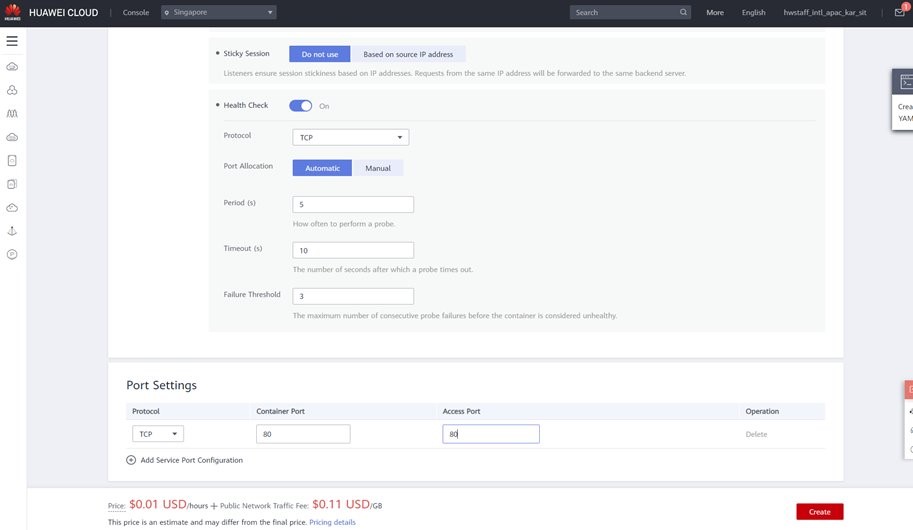 HUAWEI
HUAWEI CLOUD | Console Singapore Search More English hwstaff_intl_apac_kar_sit 1
Sticky Session Do not use Based on source IP address
Listeners ensure session stickiness based on IP addresses. Requests from the same IP address will be forwarded to the same backend server.
Health Check On
Protocol TCP
Port Allocation Automatic Manual
Period (s) 5
How often to perform a probe.
Timeout (s) 10
The number of seconds after which a probe times out.
Failure Threshold 3
The maximum number of consecutive probe failures before the container is considered unhealthy.
Crea
YAM
Port Settings
Protocol Container Port Access Port Operation
TCP 80 80 Delete
Add Service Port Configuration
Price: $0.01 USD/hours + Public Network Traffic Fee: $0.11 USD/GB
This price is an estimate and may differ from the final price. Pricing details
Create